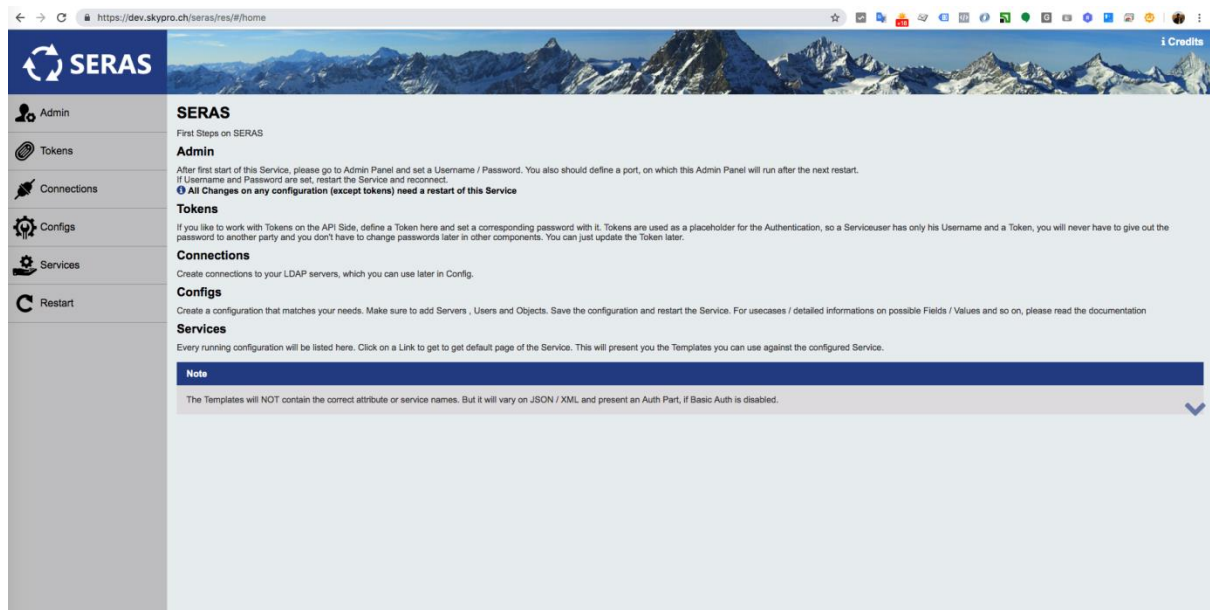 https://dev.skypro.ch/seras/res/#/home
SERAS
i Credits
Admin
Tokens
Connections
Configs
Services
Restart
SERAS
First Steps on SERAS
Admin
After first start of this Service, please go to Admin Panel and set a Username / Password. You also should define a port, on which this Admin Panel will run after the next restart.
If Username and Password are set, restart the Service and reconnect.
All Changes on any configuration (except tokens) need a restart of this Service
Tokens
If you like to work with Tokens on the API Side, define a Token here and set a corresponding password with it. Tokens are used as a placeholder for the Authentication, so a Serviceuser has only his Username and a Token, you will never have to give out the
password to another party and you don't have to change passwords later in other components. You can just update the Token later.
Connections
Create connections to your LDAP servers, which you can use later in Config.
Configs
Create a configuration that matches your needs. Make sure to add Servers , Users and Objects. Save the configuration and restart the Service. For usecases / detailed informations on possible Fields / Values and so on, please read the documentation
Services
Every running configuration will be listed here. Click on a Link to get to get default page of the Service. This will present you the Templates you can use against the configured Service.
Note
The Templates will NOT contain the correct attribute or service names. But it will vary on JSON / XML and present an Auth Part, if Basic Auth is disabled.